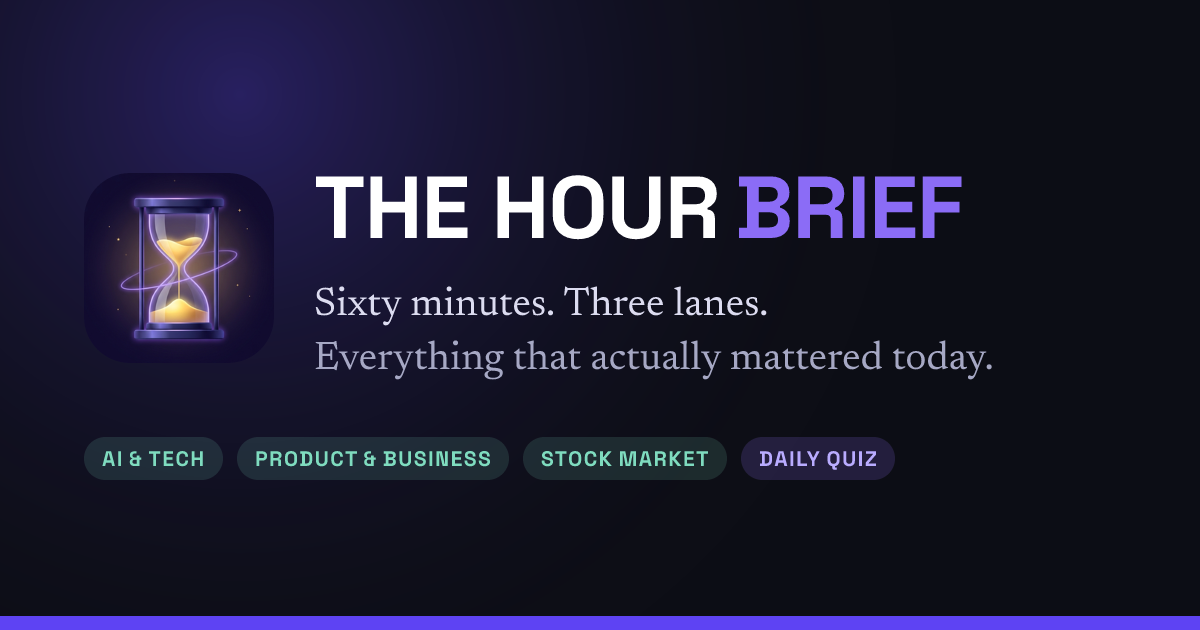 THE HOUR BRIEF
Sixty minutes. Three lanes.
Everything that actually mattered today.
AI & TECH PRODUCT & BUSINESS STOCK MARKET DAILY QUIZ